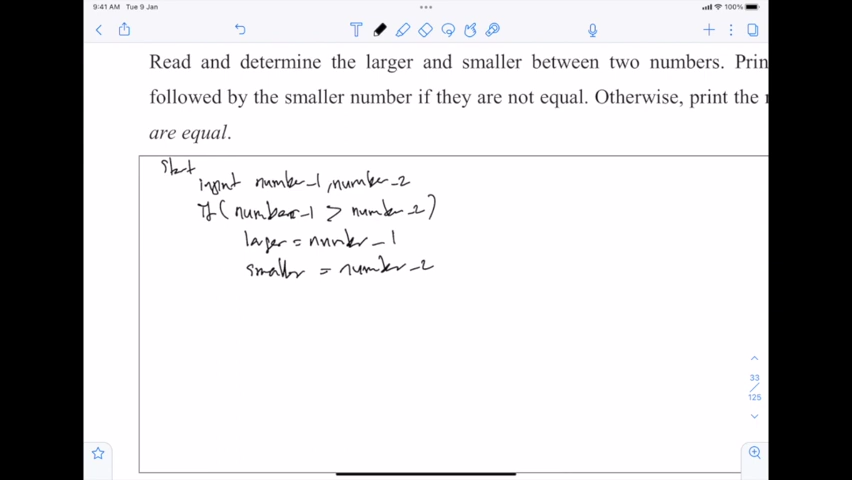 9:41 AM Tue 9 Jan
100%
Read and determine the larger and smaller between two numbers. Prin
followed by the smaller number if they are not equal. Otherwise, print the
are equal.
start
input number_1, number_2
If (number_1 > number_2)
larger = number_1
smaller = number_2
33
/
125